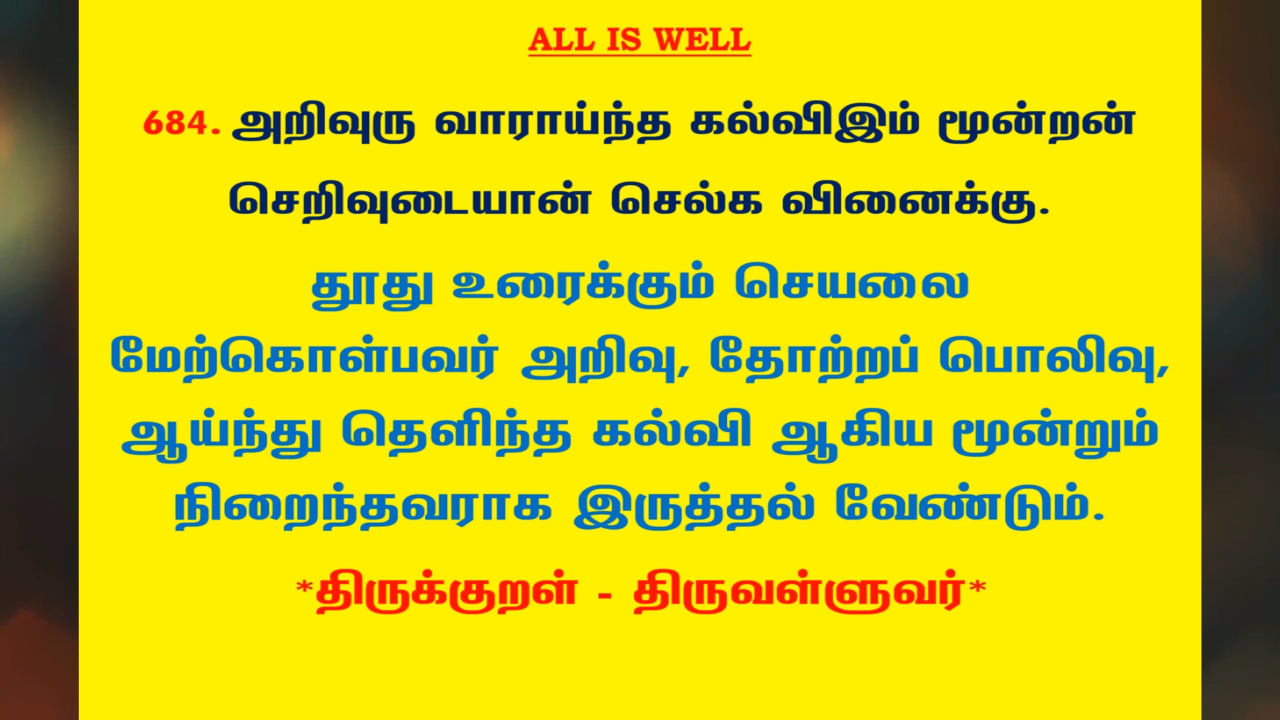 ALL IS WELL
684. அறிவுரு வாராய்ந்த கல்விஇம் மூன்றன்
செறிவுடையான் செல்க வினைக்கு.
தூது உரைக்கும் செயலை
மேற்கொள்பவர் அறிவு, தோற்றப் பொலிவு,
ஆய்ந்து தெளிந்த கல்வி ஆகிய மூன்றும்
நிறைந்தவராக இருத்தல் வேண்டும்.
*திருக்குறள் - திருவள்ளுவர்*